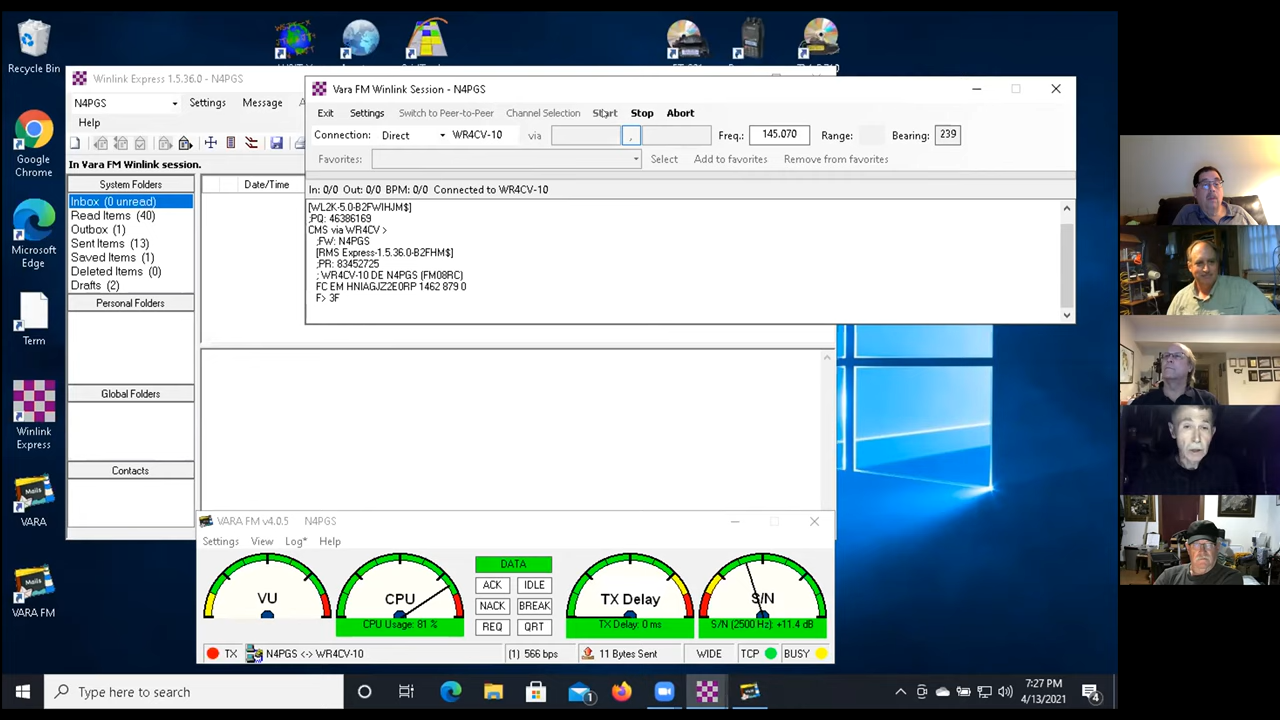 Recycle Bin
Google Chrome
Microsoft Edge
Term
Winlink Express
VARA
VARA FM
Winlink Express 1.5.36.0 - N4PGS
N4PGS
Settings
Message
Help
In Vara FM Winlink session.
System Folders
Inbox (0 unread)
Read Items (40)
Outbox (1)
Sent Items (13)
Saved Items (1)
Deleted Items (0)
Drafts (2)
Personal Folders
Global Folders
Contacts
Date/Time
Vara FM Winlink Session - N4PGS
Exit Settings Switch to Peer-to-Peer Channel Selection Start Stop Abort
Connection: Direct WR4CV-10 via , Freq.: 145.070 Range: Bearing: 239
Favorites: Select Add to favorites Remove from favorites
In: 0/0 Out: 0/0 BPM: 0/0 Connected to WR4CV-10
[WL2K-5.0-B2FWIHJM$]
;PQ: 46386169
CMS via WR4CV >
;FW: N4PGS
[RMS Express-1.5.36.0-B2FHM$]
;PR: 83452725
; WR4CV-10 DE N4PGS (FM08RC)
FC EM HNIAGJZ2E0RP 1462 879 0
F> 3F
VARA FM v4.0.5 N4PGS
Settings View Log* Help
VU
CPU
CPU Usage: 81 %
DATA
ACK IDLE
NACK BREAK
REQ QRT
TX Delay
TX Delay: 0 ms
S/N
S/N (2500 Hz): +11.4 dB
TX N4PGS <-> WR4CV-10 (1) 566 bps 11 Bytes Sent WIDE TCP BUSY
Type here to search
1
7:27 PM
4/13/2021
4